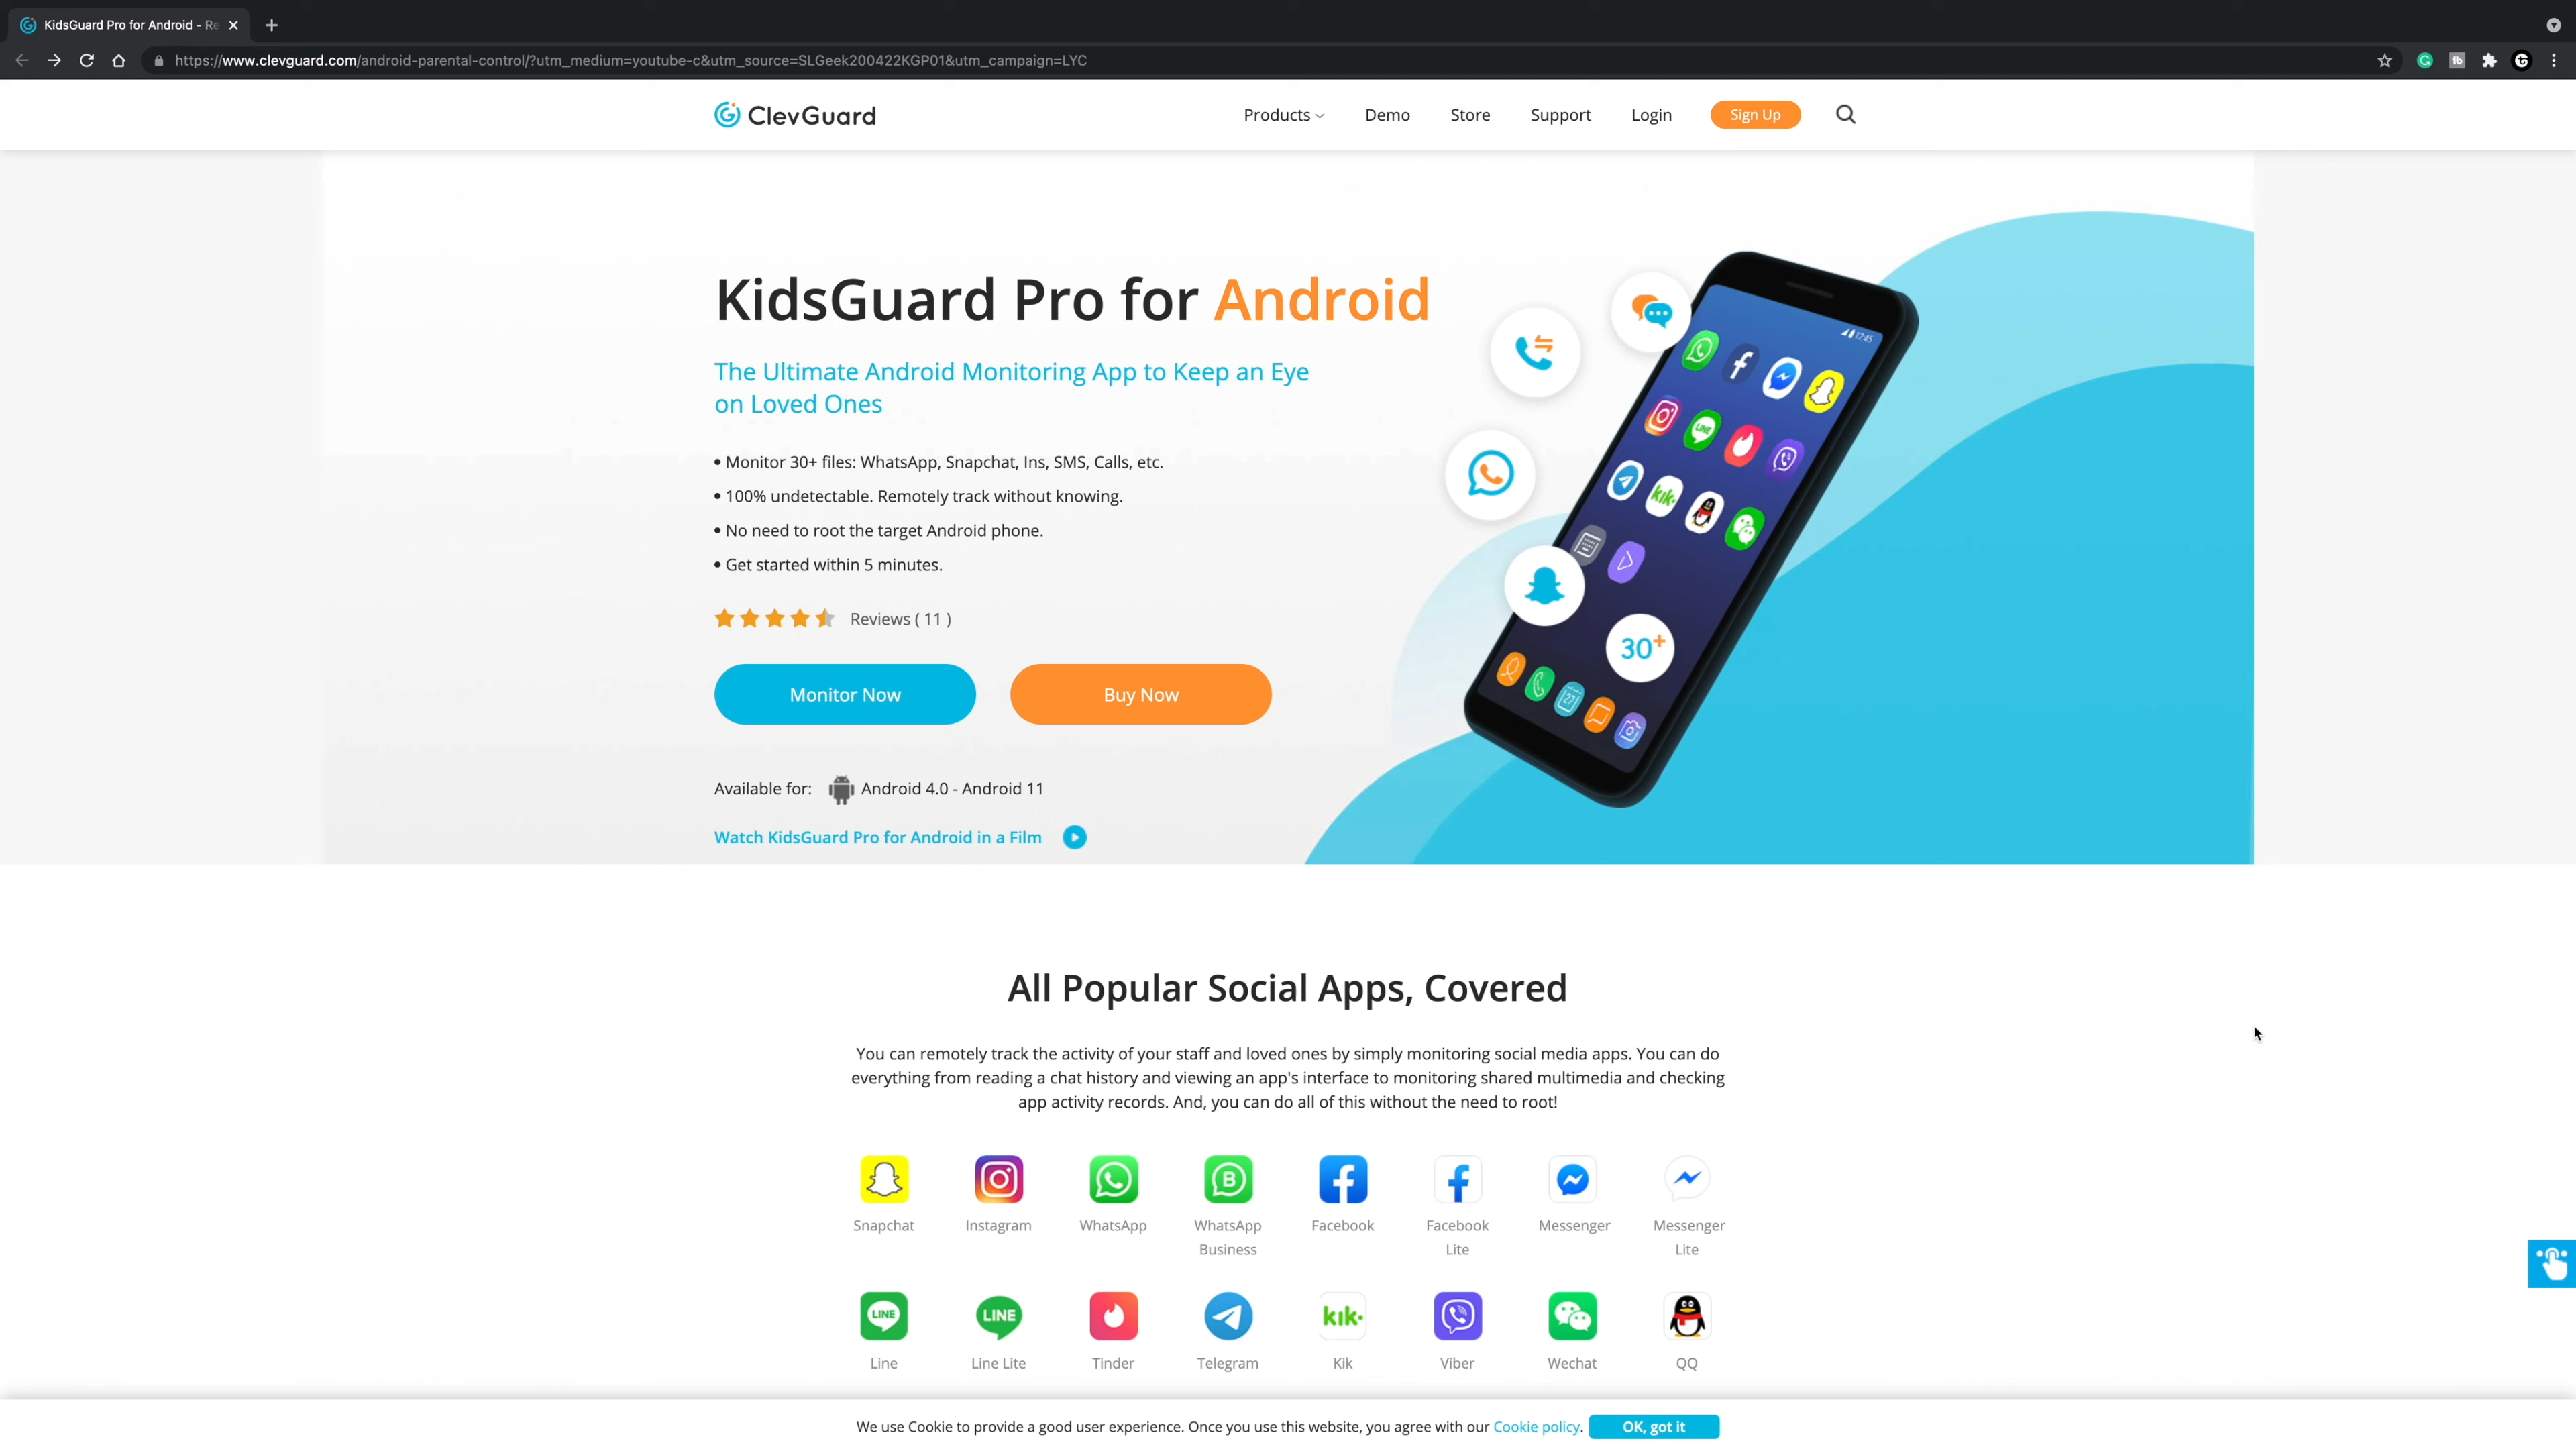 KidsGuard Pro for Android - Re
https://www.clevguard.com/android-parental-control/?utm_medium=youtube-c&utm_source=SLGeek200422KGP01&utm_campaign=LYC
ClevGuard
Products
Demo
Store
Support
Login
Sign Up
KidsGuard Pro for Android
The Ultimate Android Monitoring App to Keep an Eye
on Loved Ones
• Monitor 30+ files: WhatsApp, Snapchat, Ins, SMS, Calls, etc.
• 100% undetectable. Remotely track without knowing.
• No need to root the target Android phone.
• Get started within 5 minutes.
Reviews ( 11 )
Monitor Now
Buy Now
Available for:
Android 4.0 - Android 11
Watch KidsGuard Pro for Android in a Film
17:45
LINE
kik·
30+
All Popular Social Apps, Covered
You can remotely track the activity of your staff and loved ones by simply monitoring social media apps. You can do
everything from reading a chat history and viewing an app's interface to monitoring shared multimedia and checking
app activity records. And, you can do all of this without the need to root!
Snapchat
Instagram
WhatsApp
WhatsApp
Business
Facebook
Facebook
Lite
Messenger
Messenger
Lite
LINE
LINE
kik·
Line
Line Lite
Tinder
Telegram
Kik
Viber
Wechat
QQ
We use Cookie to provide a good user experience. Once you use this website, you agree with our Cookie policy.
OK, got it